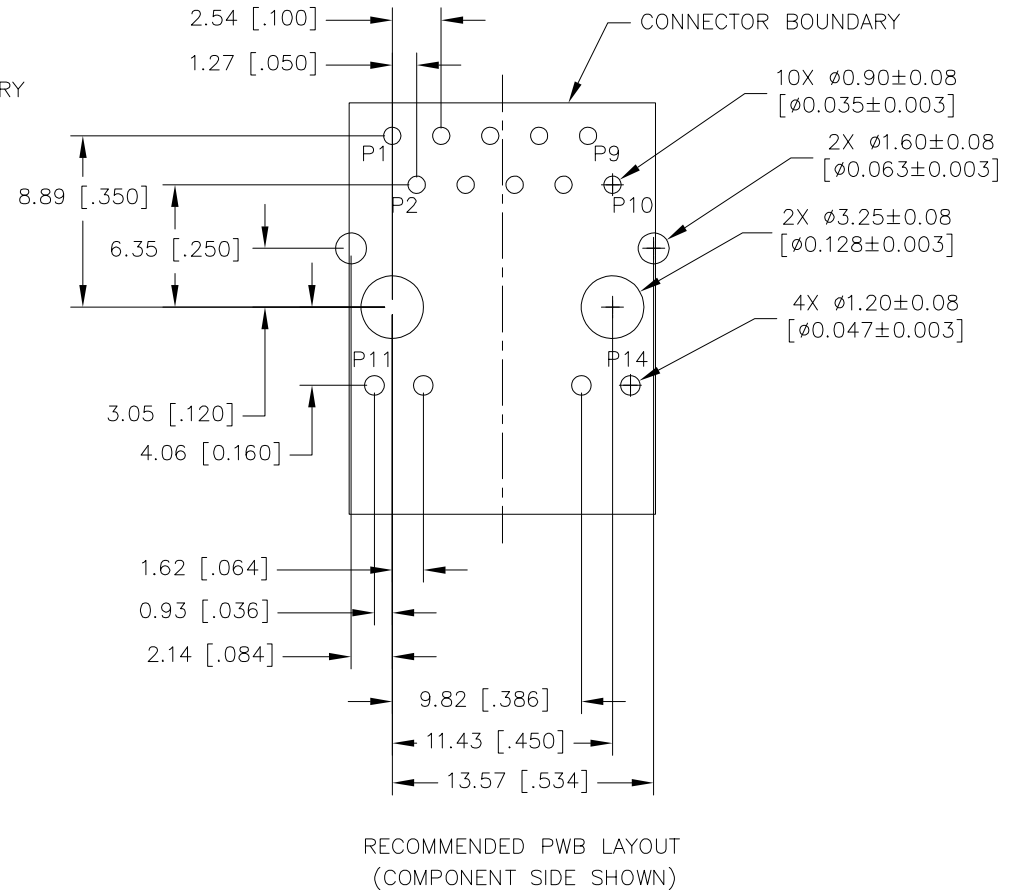 2.54 [.100]
CONNECTOR BOUNDARY
1.27 [.050]
RY
10X ø0.90±0.08
[ø0.035±0.003]
P1
P9
2X ø1.60±0.08
[ø0.063±0.003]
8.89 [.350]
P2
P10
2X ø3.25±0.08
[ø0.128±0.003]
6.35 [.250]
4X ø1.20±0.08
[ø0.047±0.003]
P11
P14
3.05 [.120]
4.06 [0.160]
1.62 [.064]
0.93 [.036]
2.14 [.084]
9.82 [.386]
11.43 [.450]
13.57 [.534]
RECOMMENDED PWB LAYOUT
(COMPONENT SIDE SHOWN)